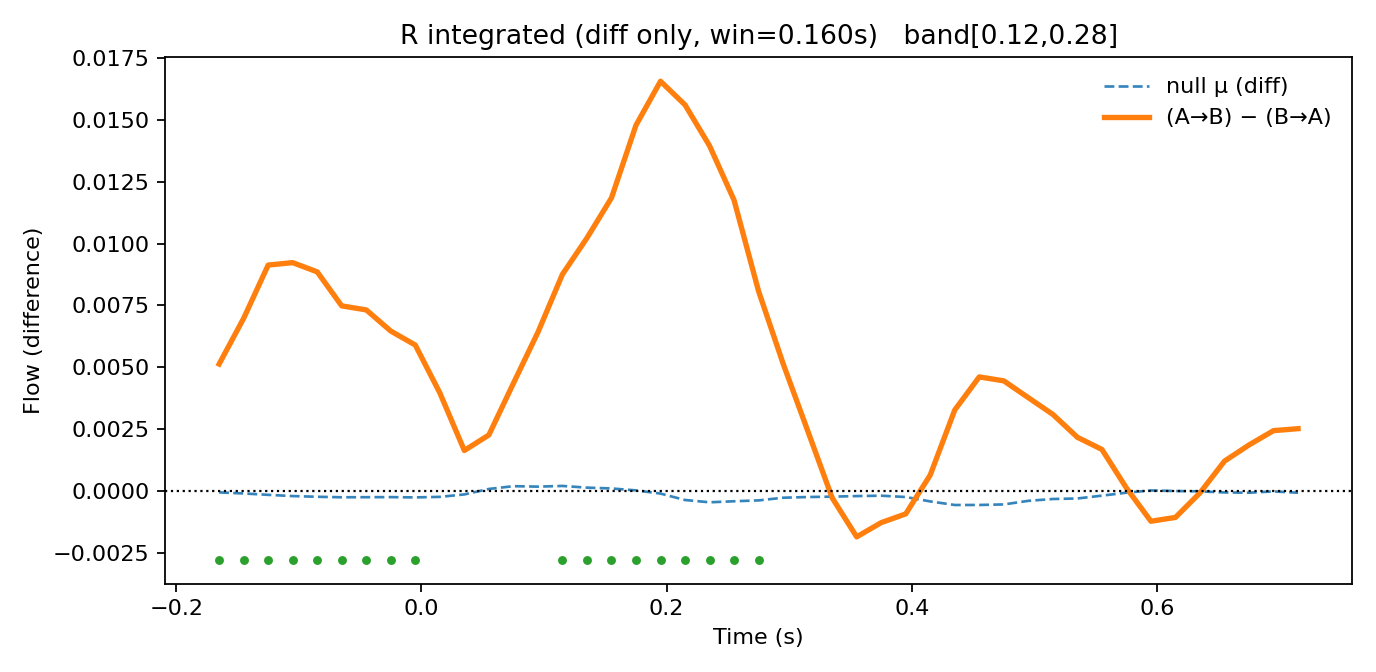 R integrated (diff only, win=0.160s)   band[0.12,0.28]
0.0175
0.0150
0.0125
0.0100
0.0075
0.0050
0.0025
0.0000
−0.0025
Flow (difference)
null μ (diff)
(A→B) − (B→A)
−0.2
0.0
0.2
0.4
0.6
Time (s)